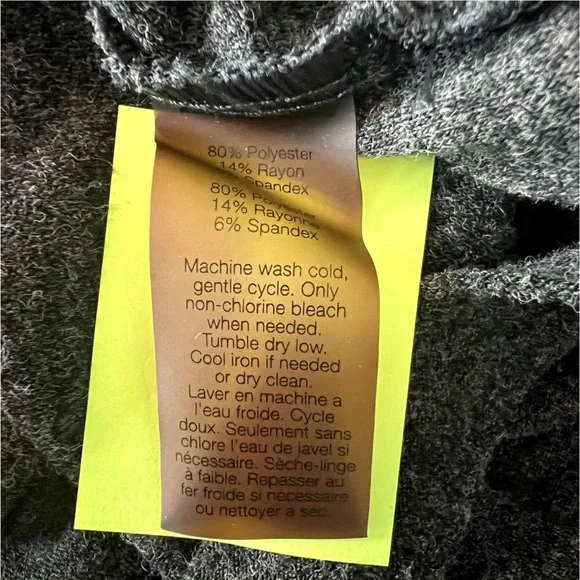 80% Polyester
14% Rayon
Spandex
80% Polyester
14% Rayonne
6% Spandex
Machine wash cold,
gentle cycle. Only
non-chlorine bleach
when needed.
Tumble dry low.
Cool iron if needed
or dry clean.
Laver en machine a
l'eau froide. Cycle
doux. Seulement sans
chlore l'eau de javel si
nécessaire. Sèche-linge
à faible. Repasser au
fer froide si necessaire
ou nettoyer a sec.